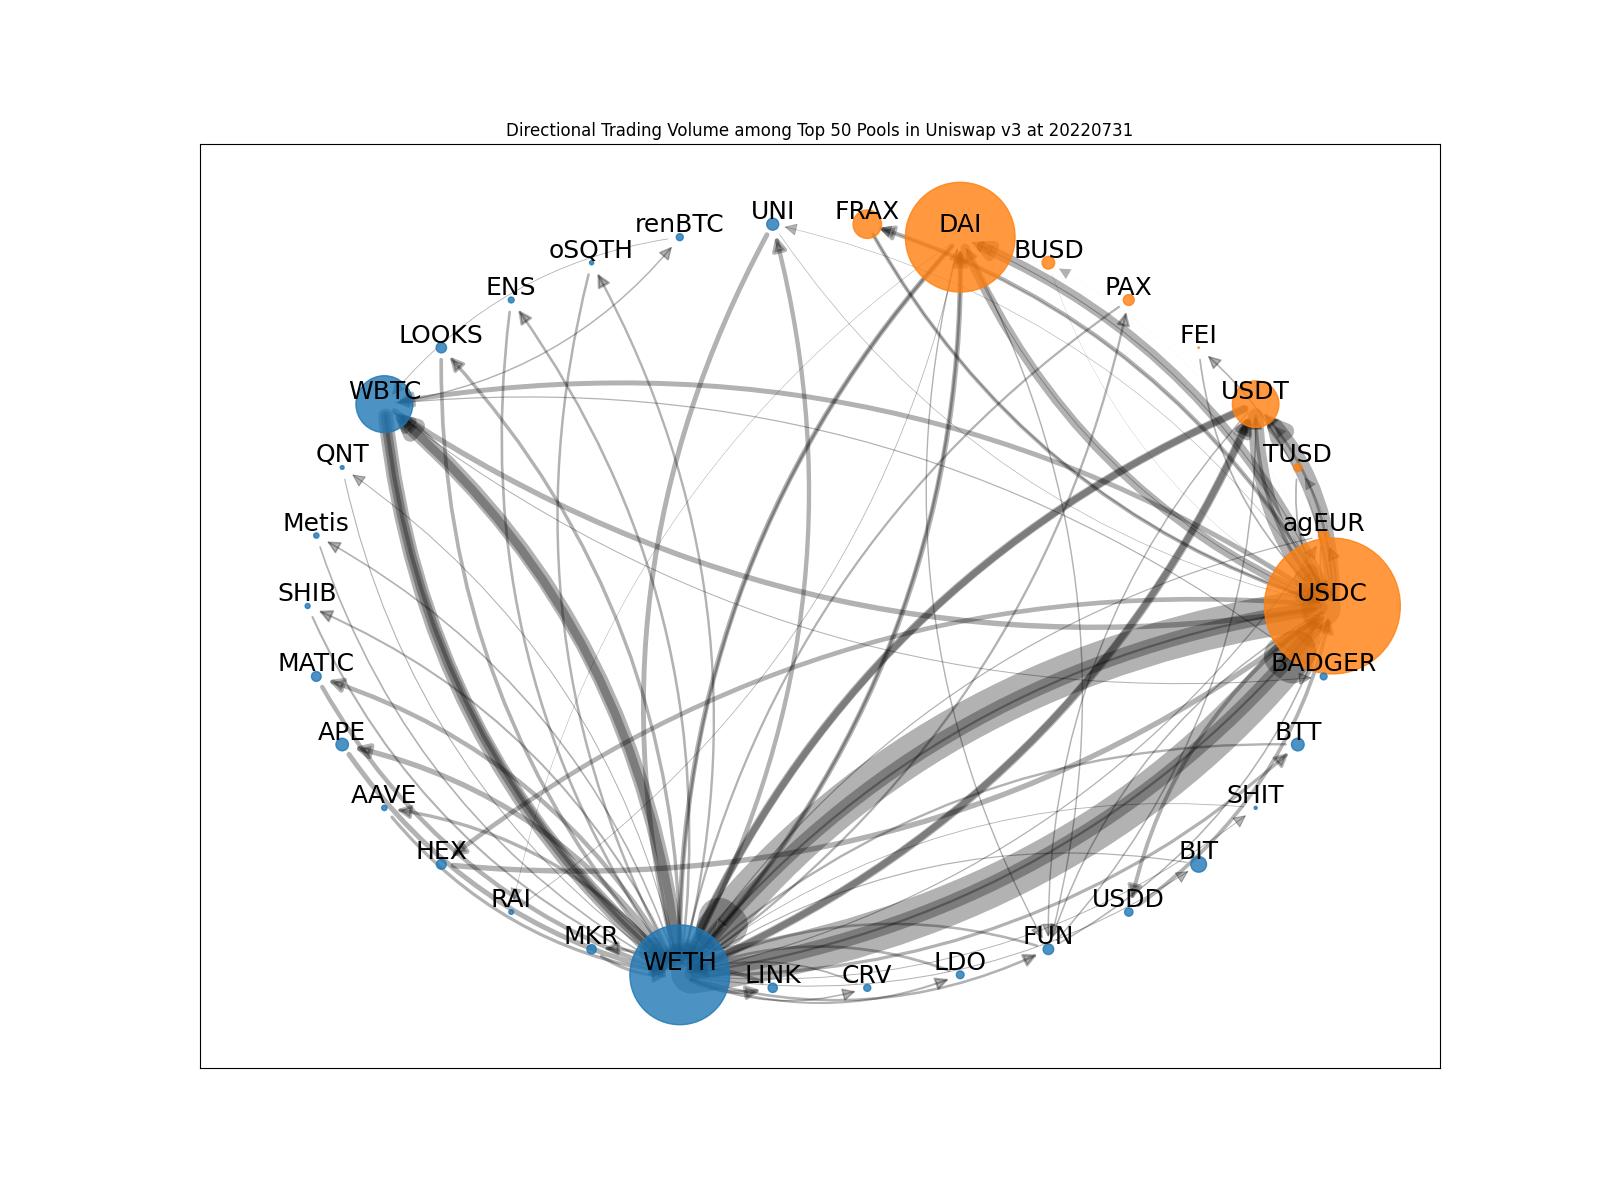 Directional Trading Volume among Top 50 Pools in Uniswap v3 at 20220731
UNI
FRAX
DAI
renBTC
oSQTH
BUSD
ENS
PAX
LOOKS
FEI
WBTC
USDT
QNT
TUSD
Metis
agEUR
SHIB
USDC
MATIC
BADGER
APE
BTT
AAVE
SHIT
HEX
BIT
RAI
USDD
MKR
FUN
WETH
LINK
CRV
LDO